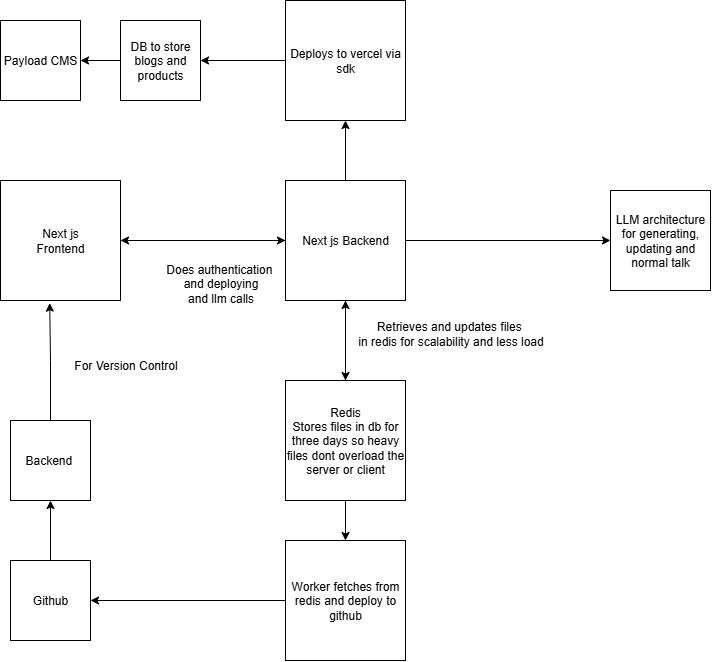 Payload CMS
DB to store
blogs and
products
Deploys to vercel via
sdk
Next js
Frontend
Next js Backend
LLM architecture
for generating,
updating and
normal talk
Does authentication
and deploying
and llm calls
Retrieves and updates files
in redis for scalability and less load
For Version Control
Redis
Stores files in db for
three days so heavy
files dont overload the
server or client
Backend
Github
Worker fetches from
redis and deploy to
github